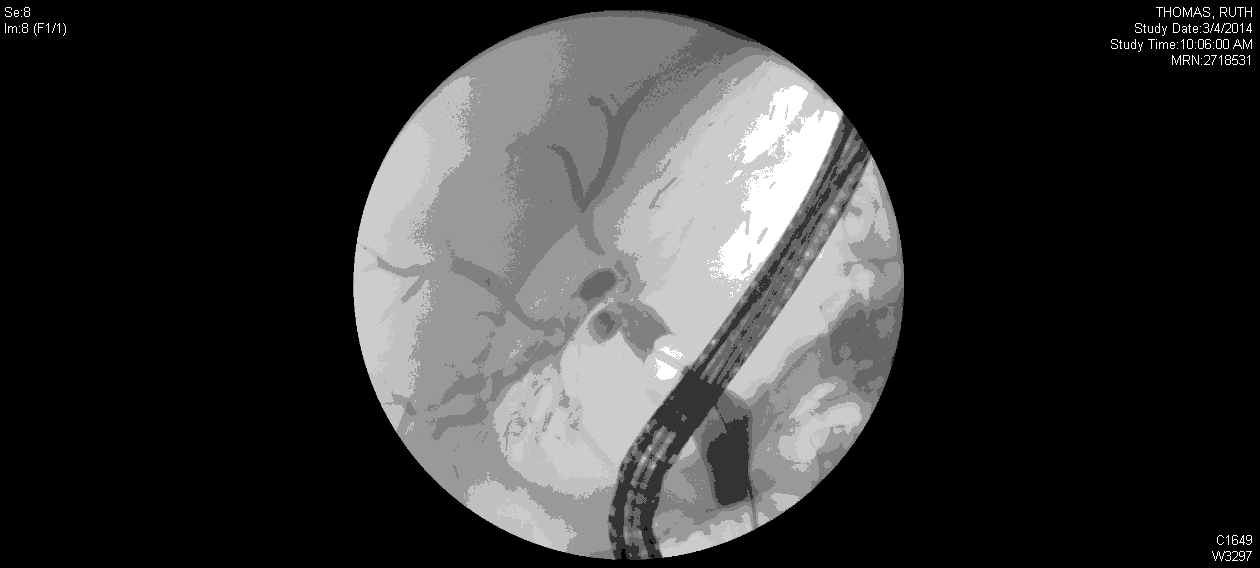 Se:8
Im:8 (F1/1)
THOMAS, RUTH
Study Date:3/4/2014
Study Time:10:06:00 AM
MRN:2718531
C1649
W3297